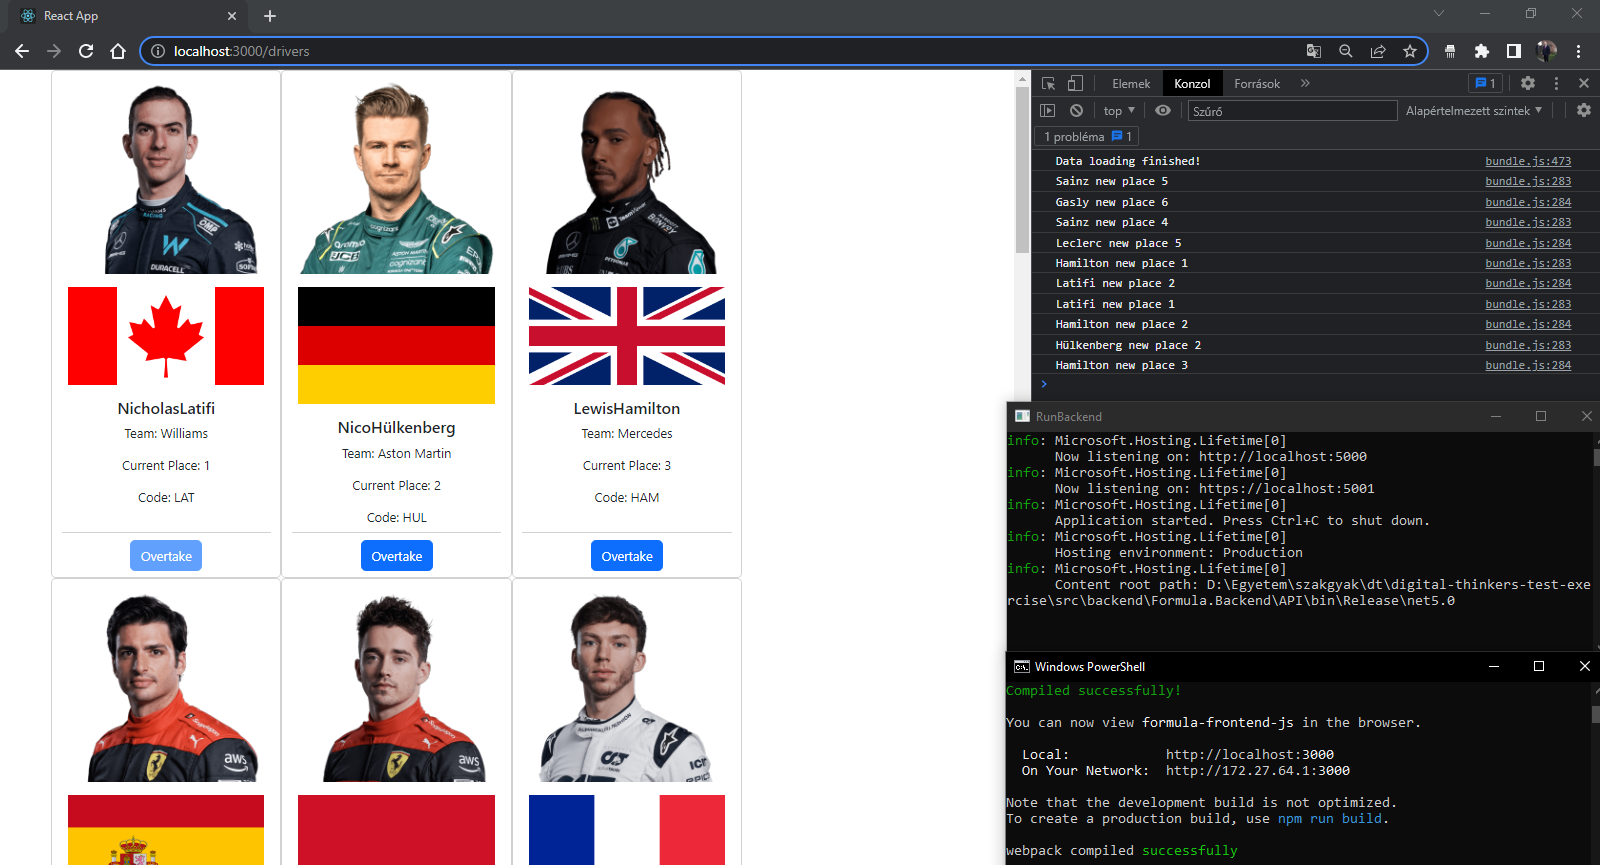 React App
localhost:3000/drivers
NicholasLatifi
Team: Williams
Current Place: 1
Code: LAT
Overtake
NicoHülkenberg
Team: Aston Martin
Current Place: 2
Code: HUL
Overtake
LewisHamilton
Team: Mercedes
Current Place: 3
Code: HAM
Overtake
DURACELL
aramco
JCB
cognizant
aws
aws
Elemek Konzol Források 1
top Szűrő Alapértelmezett szintek
1 probléma 1
Data loading finished! bundle.js:473
Sainz new place 5 bundle.js:283
Gasly new place 6 bundle.js:284
Sainz new place 4 bundle.js:283
Leclerc new place 5 bundle.js:284
Hamilton new place 1 bundle.js:283
Latifi new place 2 bundle.js:284
Latifi new place 1 bundle.js:283
Hamilton new place 2 bundle.js:284
Hülkenberg new place 2 bundle.js:283
Hamilton new place 3 bundle.js:284
RunBackend
info: Microsoft.Hosting.Lifetime[0]
Now listening on: http://localhost:5000
info: Microsoft.Hosting.Lifetime[0]
Now listening on: https://localhost:5001
info: Microsoft.Hosting.Lifetime[0]
Application started. Press Ctrl+C to shut down.
info: Microsoft.Hosting.Lifetime[0]
Hosting environment: Production
info: Microsoft.Hosting.Lifetime[0]
Content root path: D:\Egyetem\szakgyak\dt\digital-thinkers-test-exe
rcise\src\backend\Formula.Backend\API\bin\Release\net5.0
Windows PowerShell
Compiled successfully!
You can now view formula-frontend-js in the browser.
Local: http://localhost:3000
On Your Network: http://172.27.64.1:3000
Note that the development build is not optimized.
To create a production build, use npm run build.
webpack compiled successfully